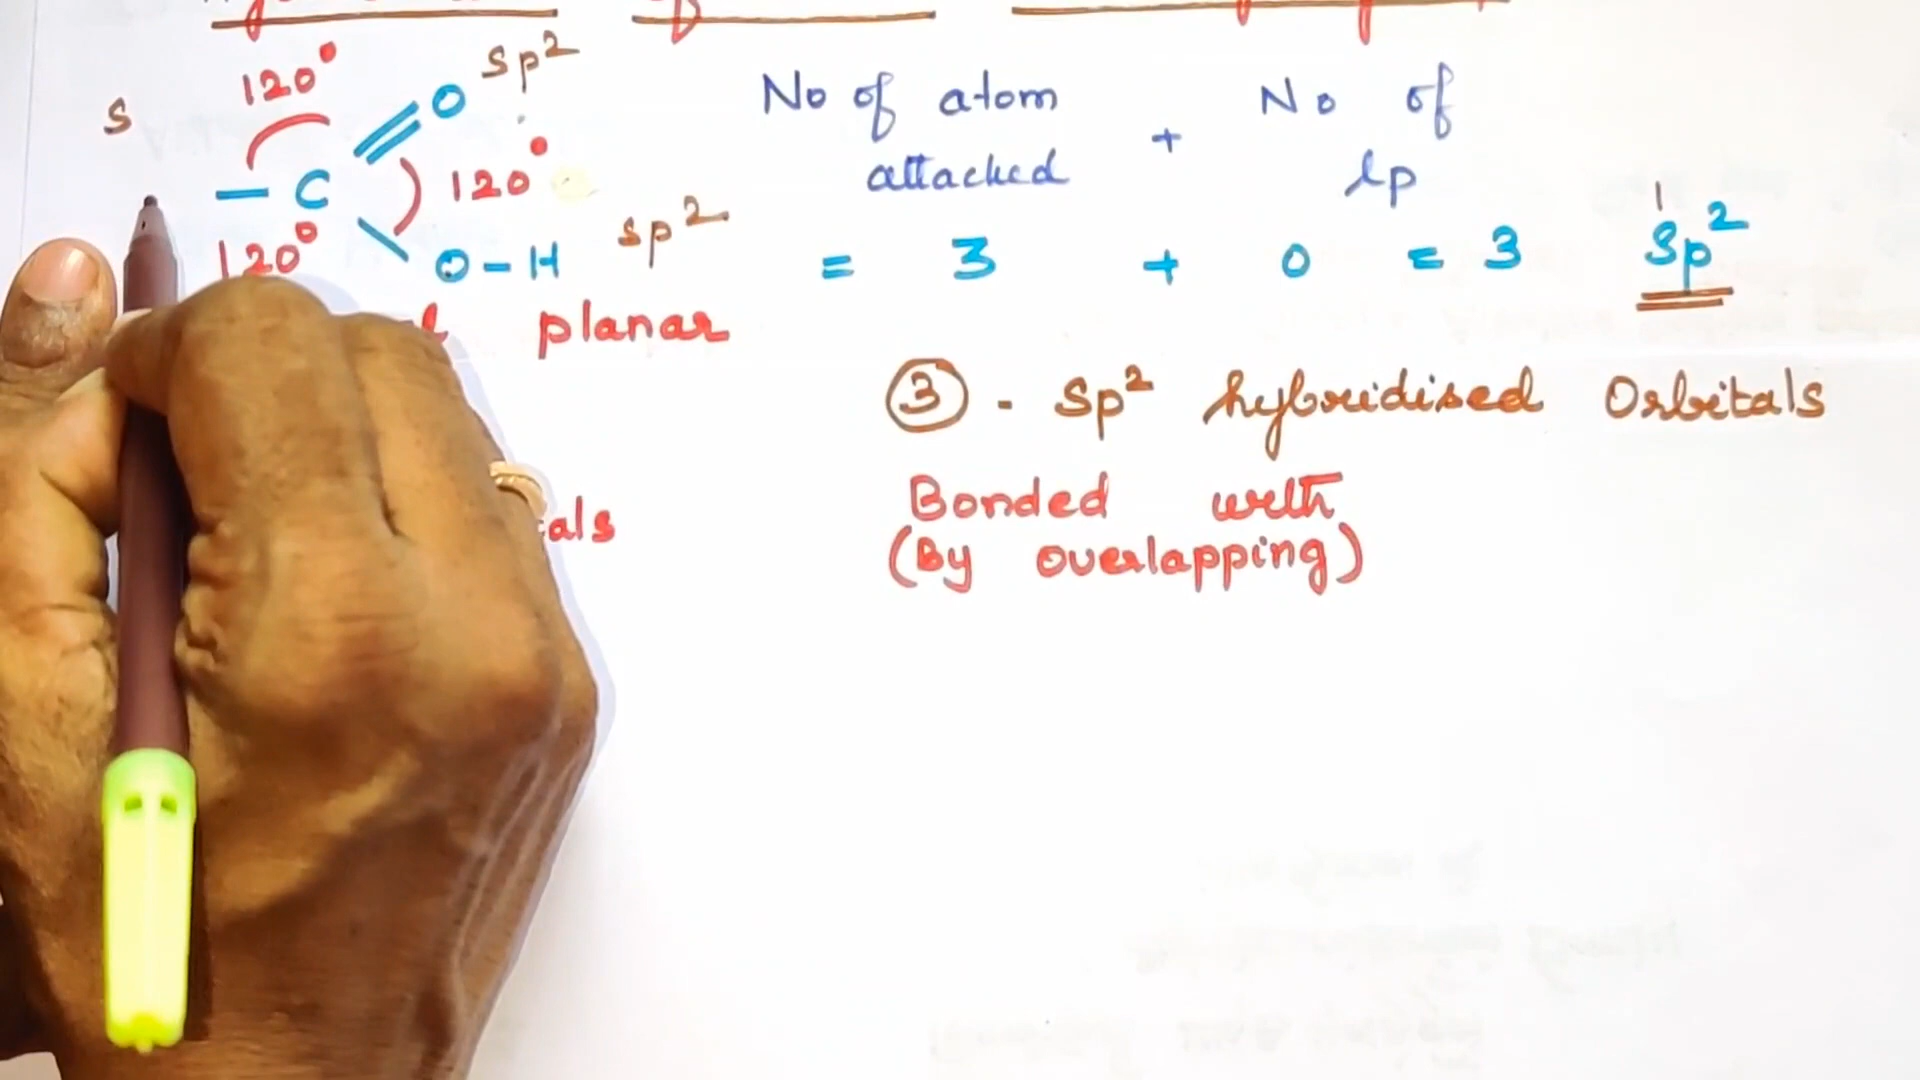 120° O Sp²
S
– C 120°
120° O – H sp²
planar
als
No of atom attached + No of lp
= 3 + 0 = 3 Sp²
③ - Sp² hybridised Orbitals
Bonded with
(By overlapping)